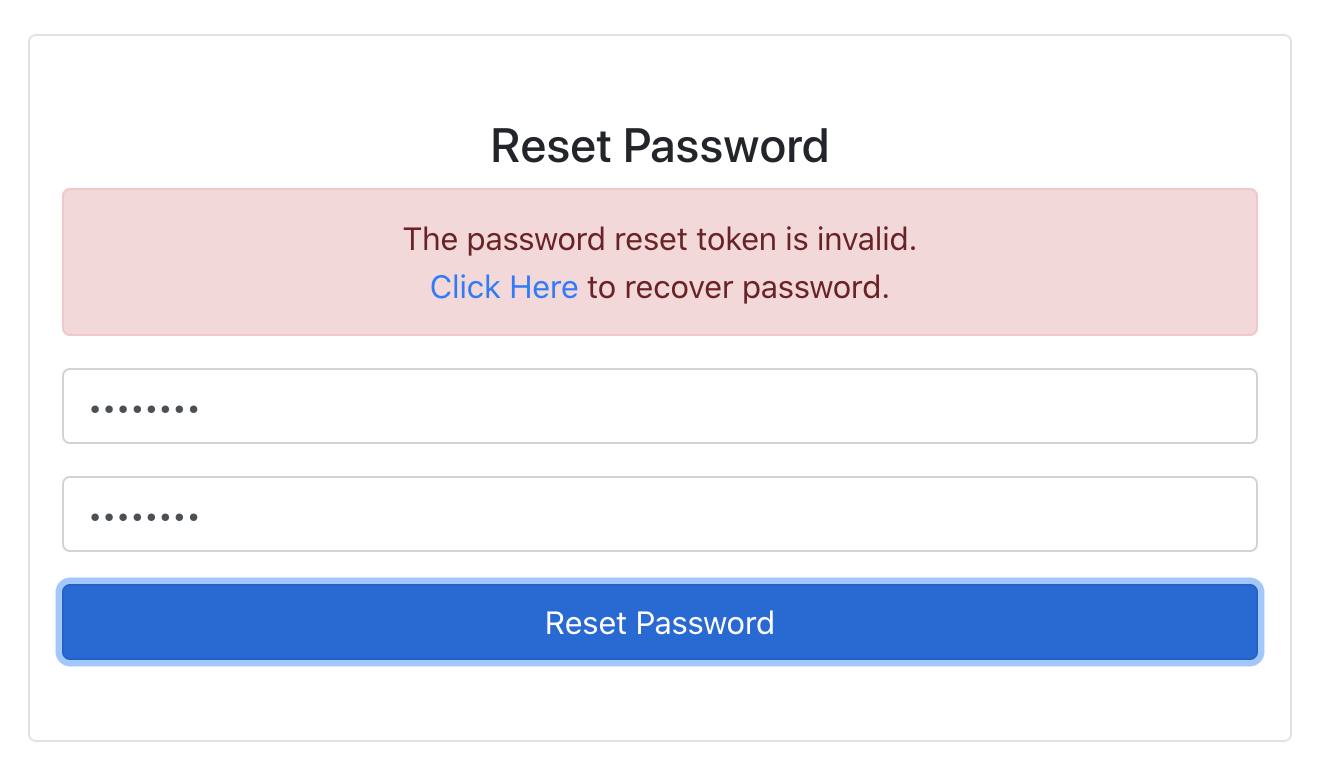 Reset Password
The password reset token is invalid.
Click Here to recover password.
••••••••
••••••••
Reset Password